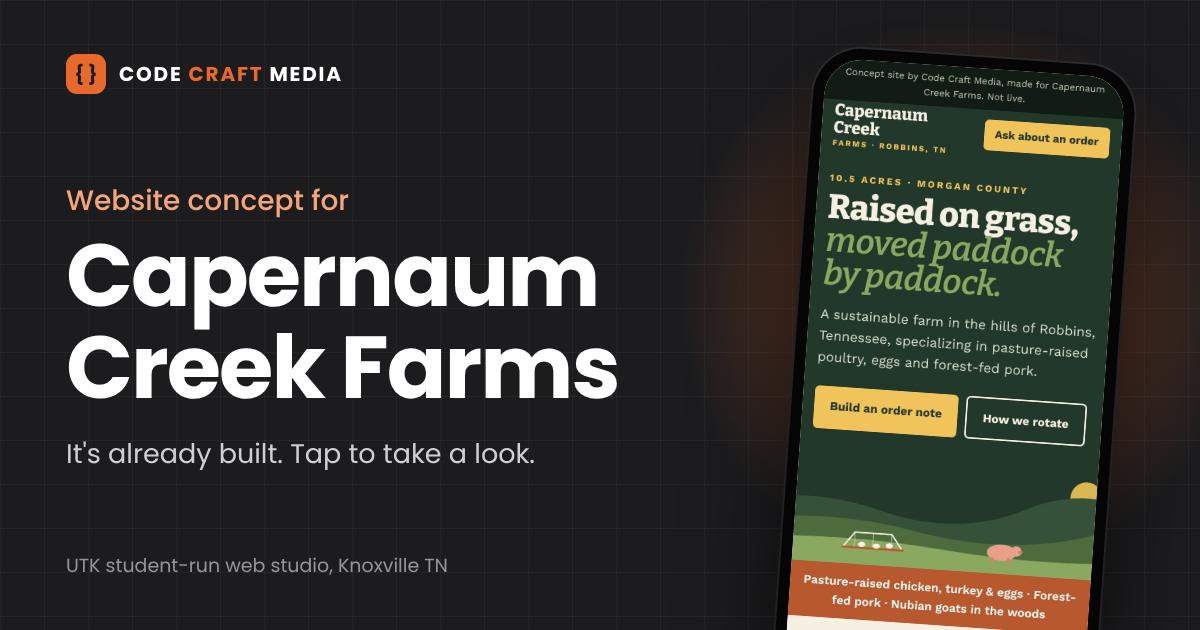 { }
CODE CRAFT MEDIA
Website concept for
Capernaum
Creek Farms
It's already built. Tap to take a look.
UTK student-run web studio, Knoxville TN
Concept site by Code Craft Media, made for Capernaum
Creek Farms. Not live.
Capernaum
Creek
FARMS · ROBBINS, TN
Ask about an order
10.5 ACRES · MORGAN COUNTY
Raised on grass,
moved paddock
by paddock.
A sustainable farm in the hills of Robbins,
Tennessee, specializing in pasture-raised
poultry, eggs and forest-fed pork.
Build an order note
How we rotate
Pasture-raised chicken, turkey & eggs · Forest-
fed pork · Nubian goats in the woods